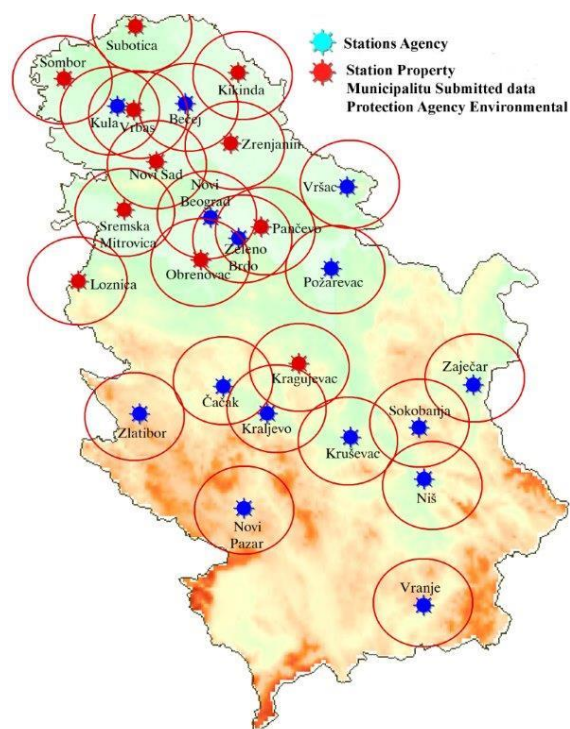 Stations Agency
Station Property
Municipalitu Submitted data
Protection Agency Environmental
Subotica
Sombor
Kikinda
Kula
Vrbas
Bečej
Zrenjanin
Novi Sad
Novi
Beograd
Vršac
Sremska
Mitrovica
Pančevo
Zeleno
Brdo
Obrenovac
Požarevac
Loznica
Kragujevac
Zaječar
Čačak
Kraljevo
Sokobanja
Zlatibor
Kruševac
Niš
Novi
Pazar
Vranje